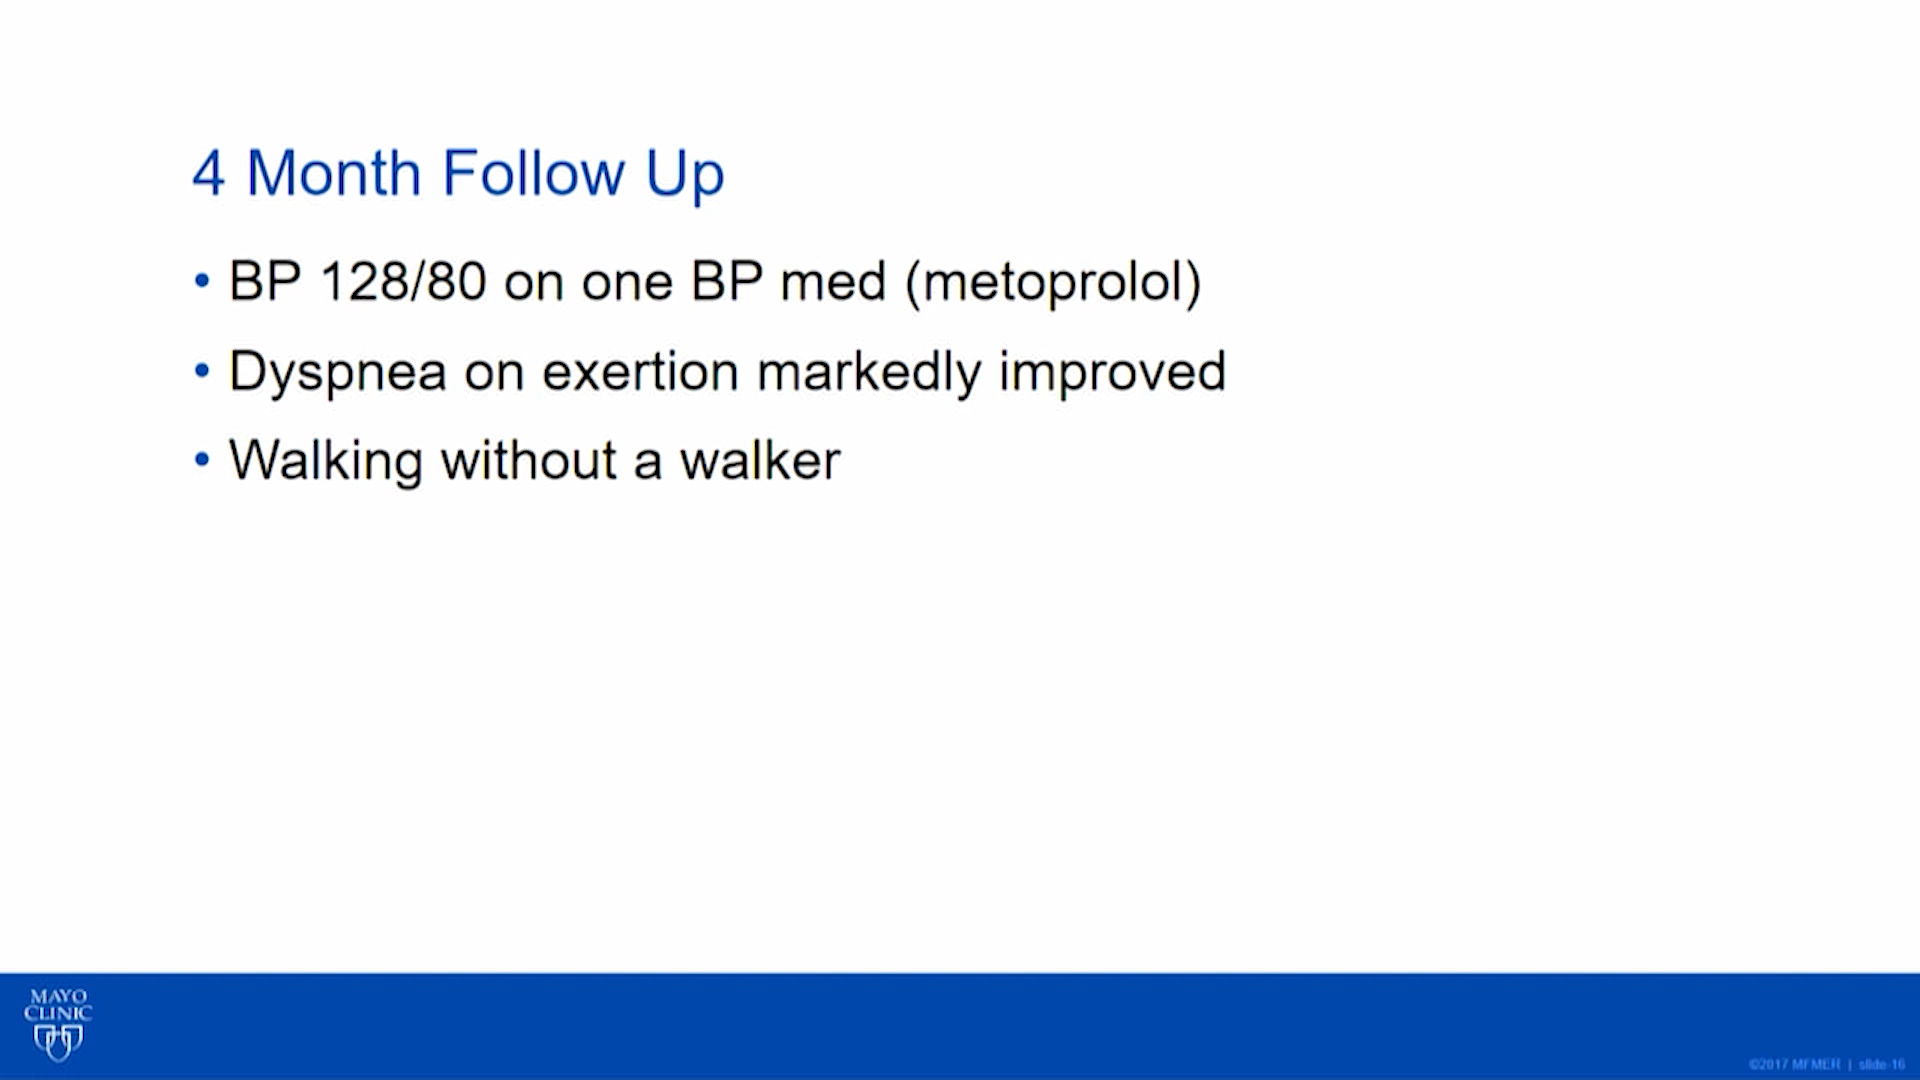 4 Month Follow Up
• BP 128/80 on one BP med (metoprolol)
• Dyspnea on exertion markedly improved
• Walking without a walker
MAYO
CLINIC
©2017 MFMER | slide-16